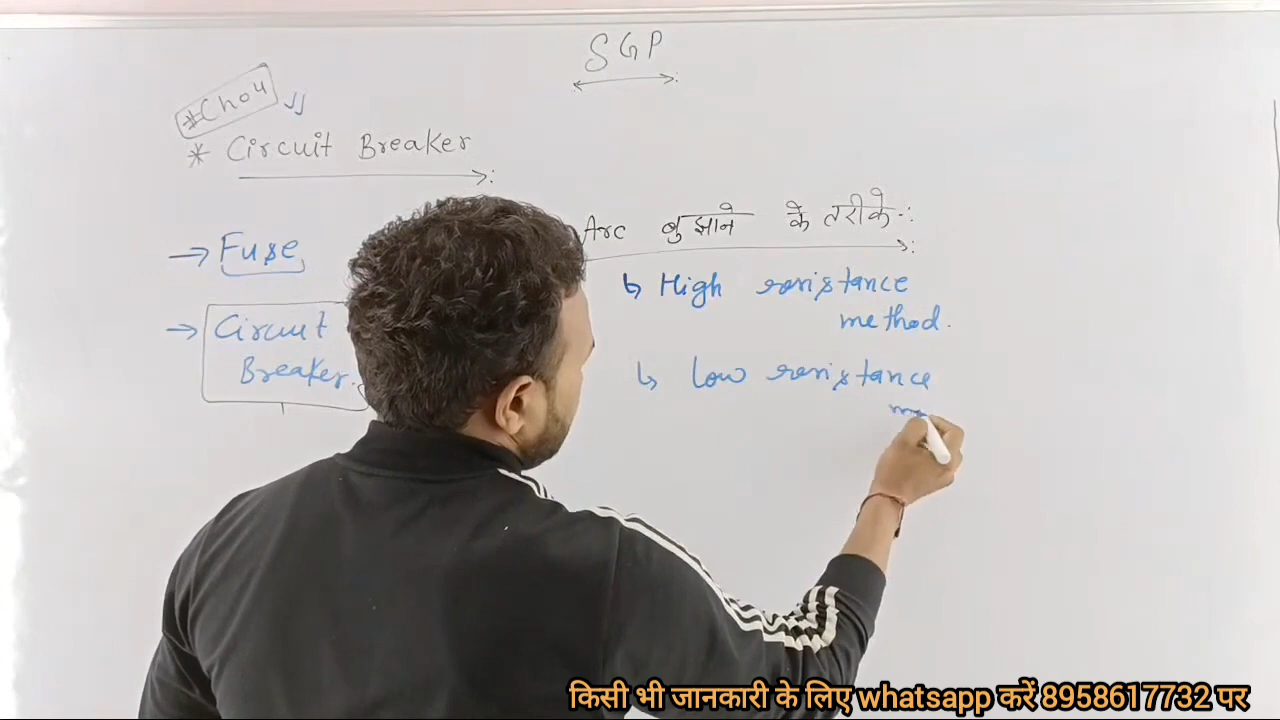 SGP
#Ch04
* Circuit Breaker
→ Fuse
→ Circuit
Breaker.
Arc बुझाने के तरीके:
↳ High resistance
method.
↳ Low resistance
me
किसी भी जानकारी के लिए whatsapp करें 8958617732 पर